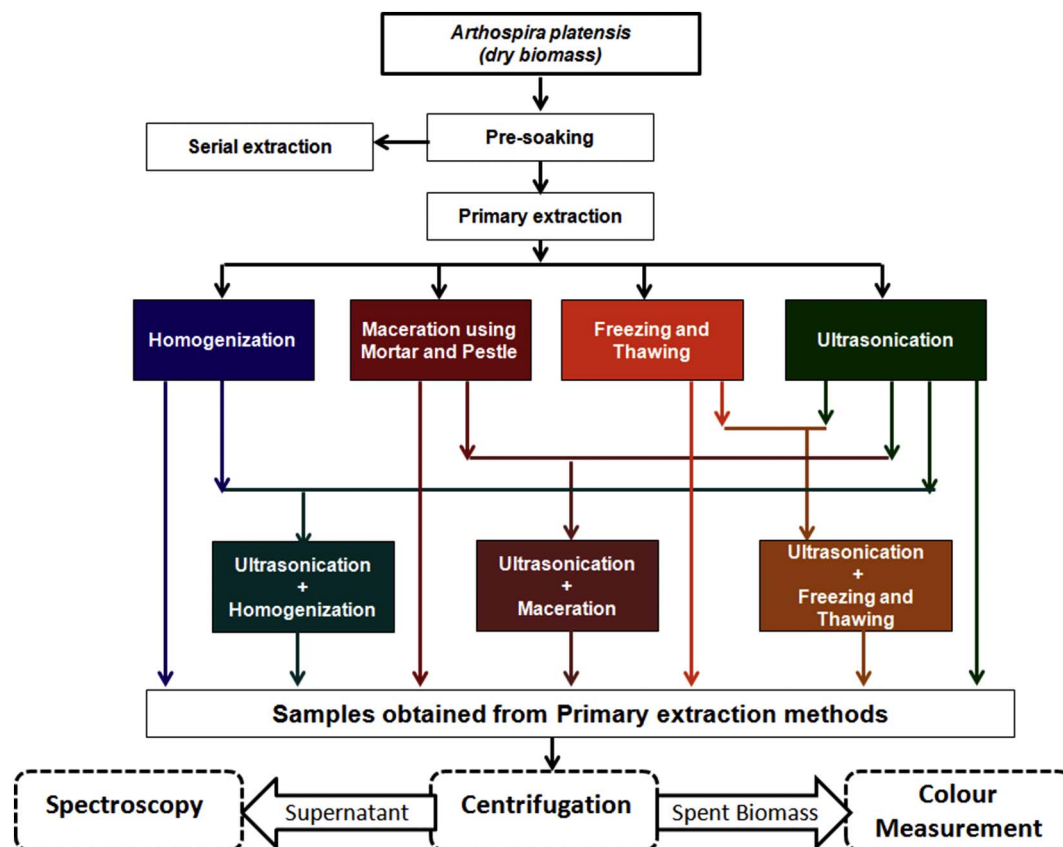 Arthospira platensis
(dry biomass)
Serial extraction
Pre-soaking
Primary extraction
Homogenization
Maceration using
Mortar and Pestle
Freezing and
Thawing
Ultrasonication
Ultrasonication
+
Homogenization
Ultrasonication
+
Maceration
Ultrasonication
+
Freezing and
Thawing
Samples obtained from Primary extraction methods
Spectroscopy
Supernatant
Centrifugation
Spent Biomass
Colour
Measurement